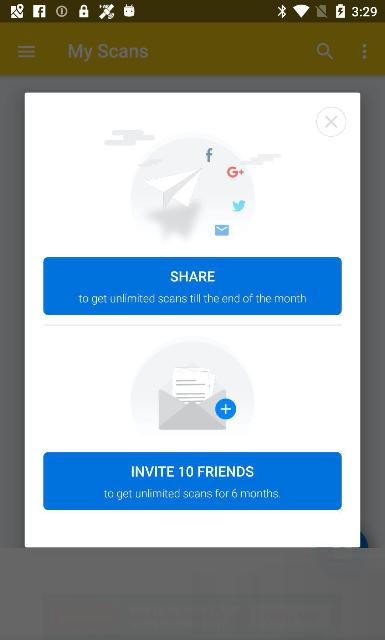 3:29
My Scans
f
G+
SHARE
to get unlimited scans till the end of the month
INVITE 10 FRIENDS
to get unlimited scans for 6 months.